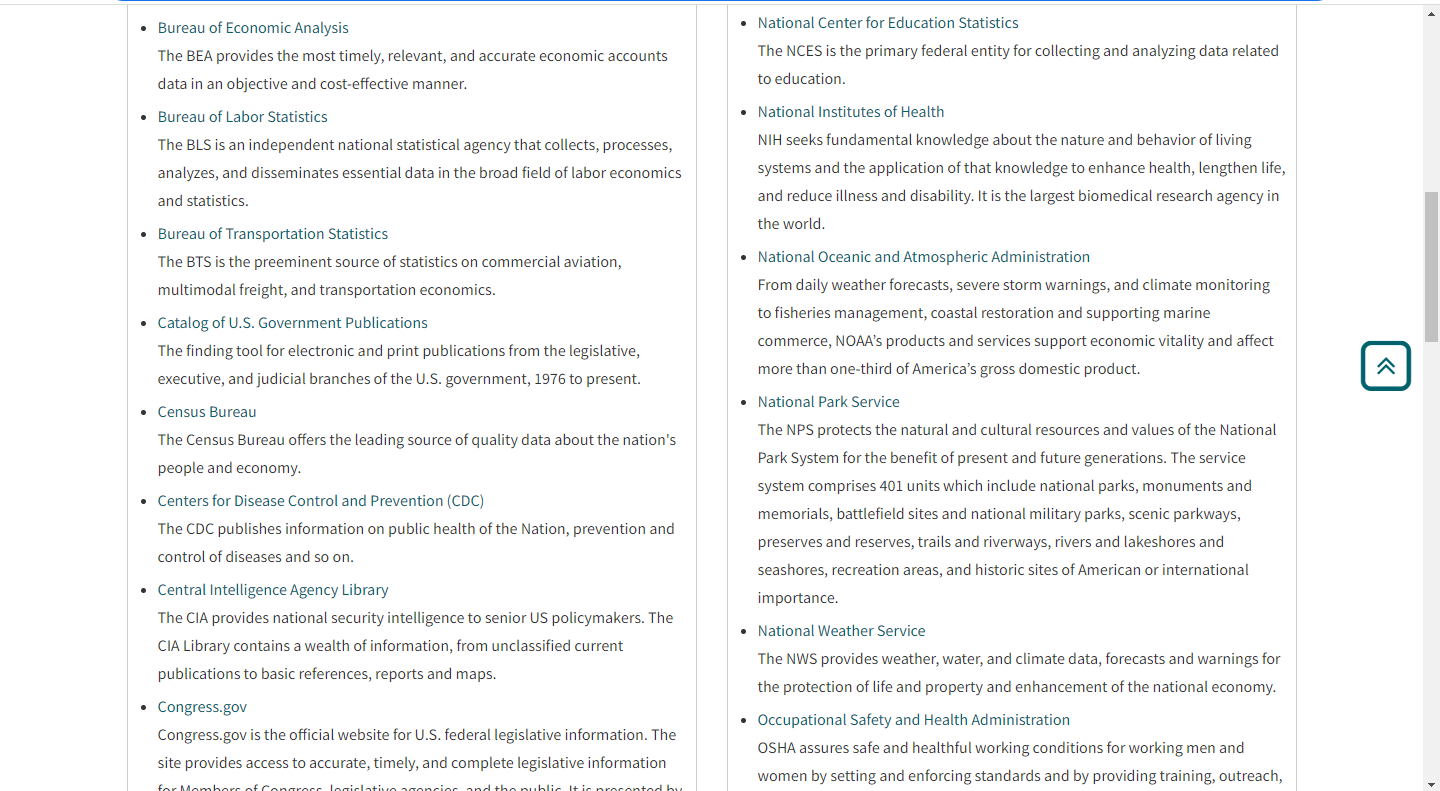 Bureau of Economic Analysis
The BEA provides the most timely, relevant, and accurate economic accounts
data in an objective and cost-effective manner.
Bureau of Labor Statistics
The BLS is an independent national statistical agency that collects, processes,
analyzes, and disseminates essential data in the broad field of labor economics
and statistics.
Bureau of Transportation Statistics
The BTS is the preeminent source of statistics on commercial aviation,
multimodal freight, and transportation economics.
Catalog of U.S. Government Publications
The finding tool for electronic and print publications from the legislative,
executive, and judicial branches of the U.S. government, 1976 to present.
Census Bureau
The Census Bureau offers the leading source of quality data about the nation's
people and economy.
Centers for Disease Control and Prevention (CDC)
The CDC publishes information on public health of the Nation, prevention and
control of diseases and so on.
Central Intelligence Agency Library
The CIA provides national security intelligence to senior US policymakers. The
CIA Library contains a wealth of information, from unclassified current
publications to basic references, reports and maps.
Congress.gov
Congress.gov is the official website for U.S. federal legislative information. The
site provides access to accurate, timely, and complete legislative information
for Members of Congress, legislative agencies, and the public. It is presented by
National Center for Education Statistics
The NCES is the primary federal entity for collecting and analyzing data related
to education.
National Institutes of Health
NIH seeks fundamental knowledge about the nature and behavior of living
systems and the application of that knowledge to enhance health, lengthen life,
and reduce illness and disability. It is the largest biomedical research agency in
the world.
National Oceanic and Atmospheric Administration
From daily weather forecasts, severe storm warnings, and climate monitoring
to fisheries management, coastal restoration and supporting marine
commerce, NOAA’s products and services support economic vitality and affect
more than one-third of America’s gross domestic product.
National Park Service
The NPS protects the natural and cultural resources and values of the National
Park System for the benefit of present and future generations. The service
system comprises 401 units which include national parks, monuments and
memorials, battlefield sites and national military parks, scenic parkways,
preserves and reserves, trails and riverways, rivers and lakeshores and
seashores, recreation areas, and historic sites of American or international
importance.
National Weather Service
The NWS provides weather, water, and climate data, forecasts and warnings for
the protection of life and property and enhancement of the national economy.
Occupational Safety and Health Administration
OSHA assures safe and healthful working conditions for working men and
women by setting and enforcing standards and by providing training, outreach,